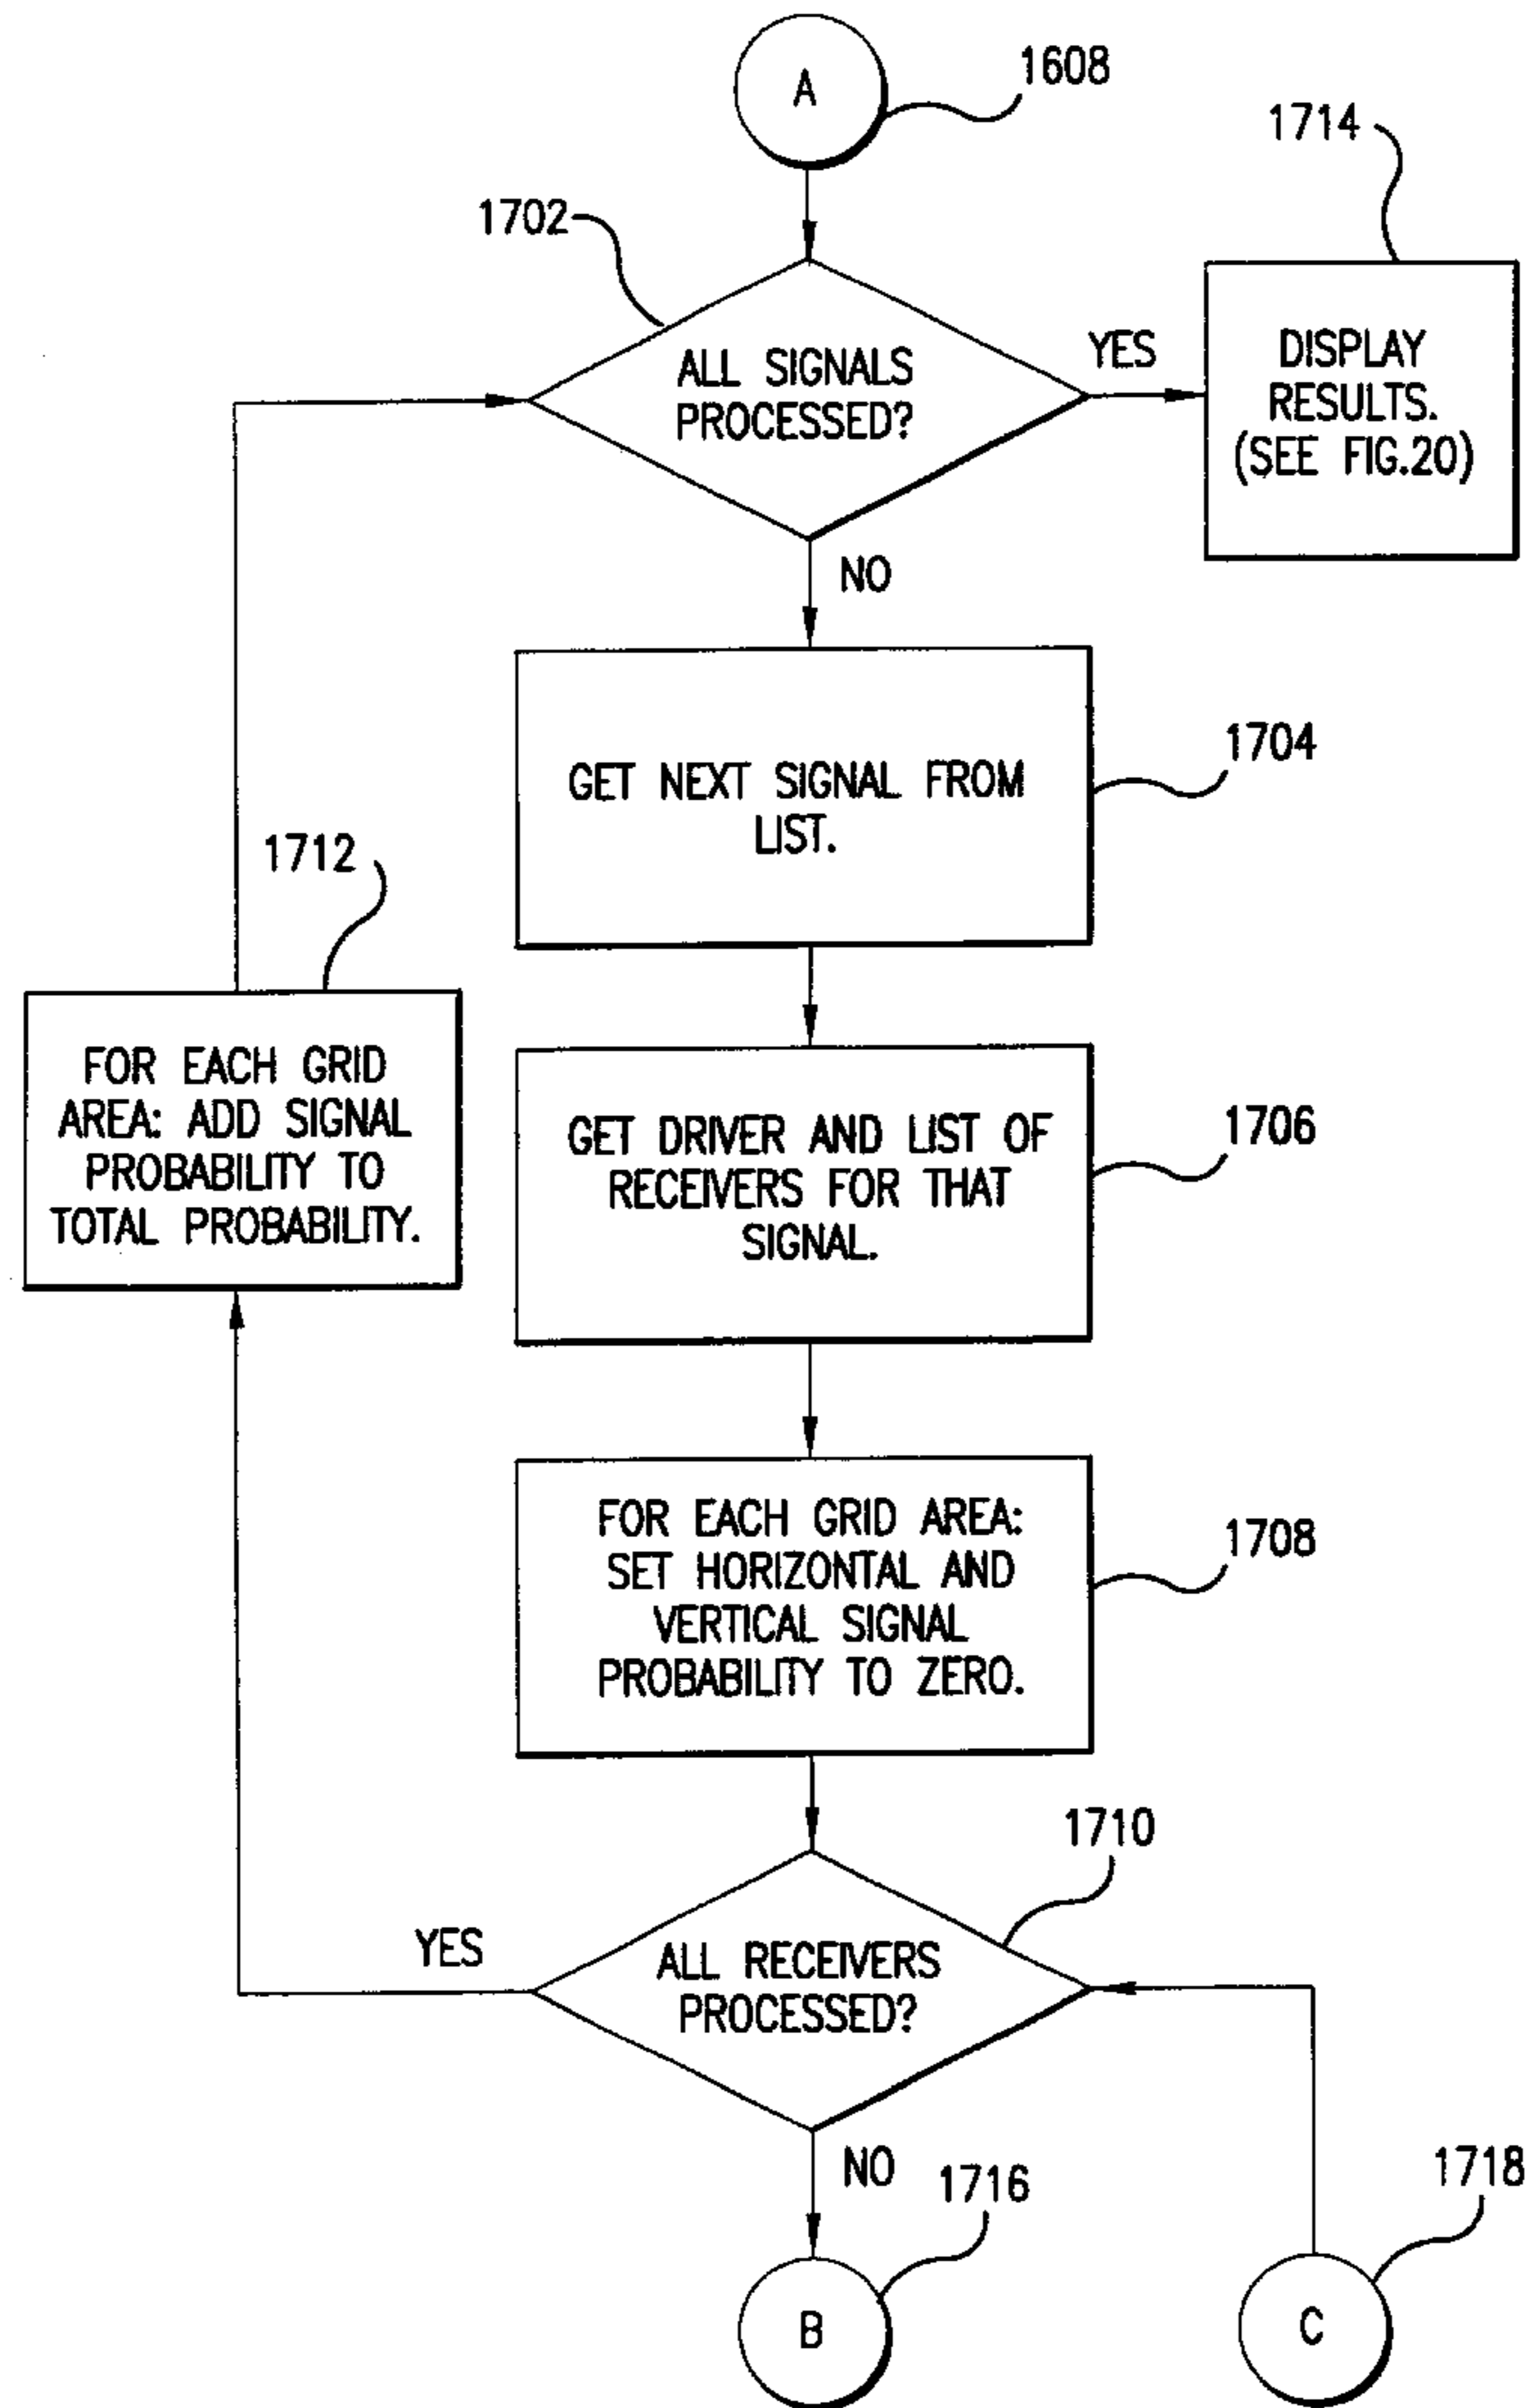 A
1608
1714
1702
ALL SIGNALS
PROCESSED?
YES
DISPLAY
RESULTS.
(SEE FIG.20)
NO
GET NEXT SIGNAL FROM
LIST.
1704
1712
FOR EACH GRID
AREA: ADD SIGNAL
PROBABILITY TO
TOTAL PROBABILITY.
GET DRIVER AND LIST OF
RECEIVERS FOR THAT
SIGNAL.
1706
FOR EACH GRID AREA:
SET HORIZONTAL AND
VERTICAL SIGNAL
PROBABILITY TO ZERO.
1708
1710
YES
ALL RECEIVERS
PROCESSED?
NO
1716
1718
B
C